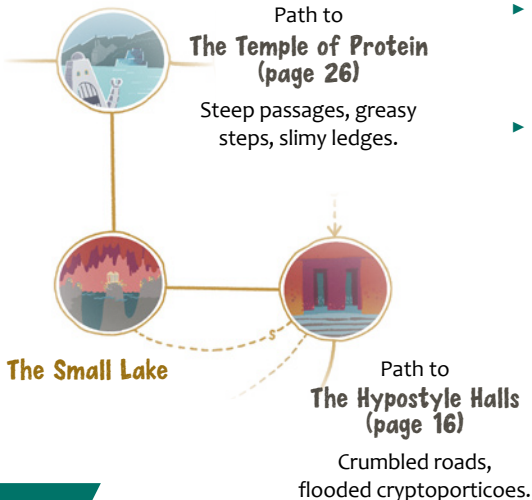 Path to
The Temple of Protein
(page 26)
Steep passages, greasy
steps, slimy ledges.
s
The Small Lake
Path to
The Hypostyle Halls
(page 16)
Crumbled roads,
flooded cryptoporticoes.